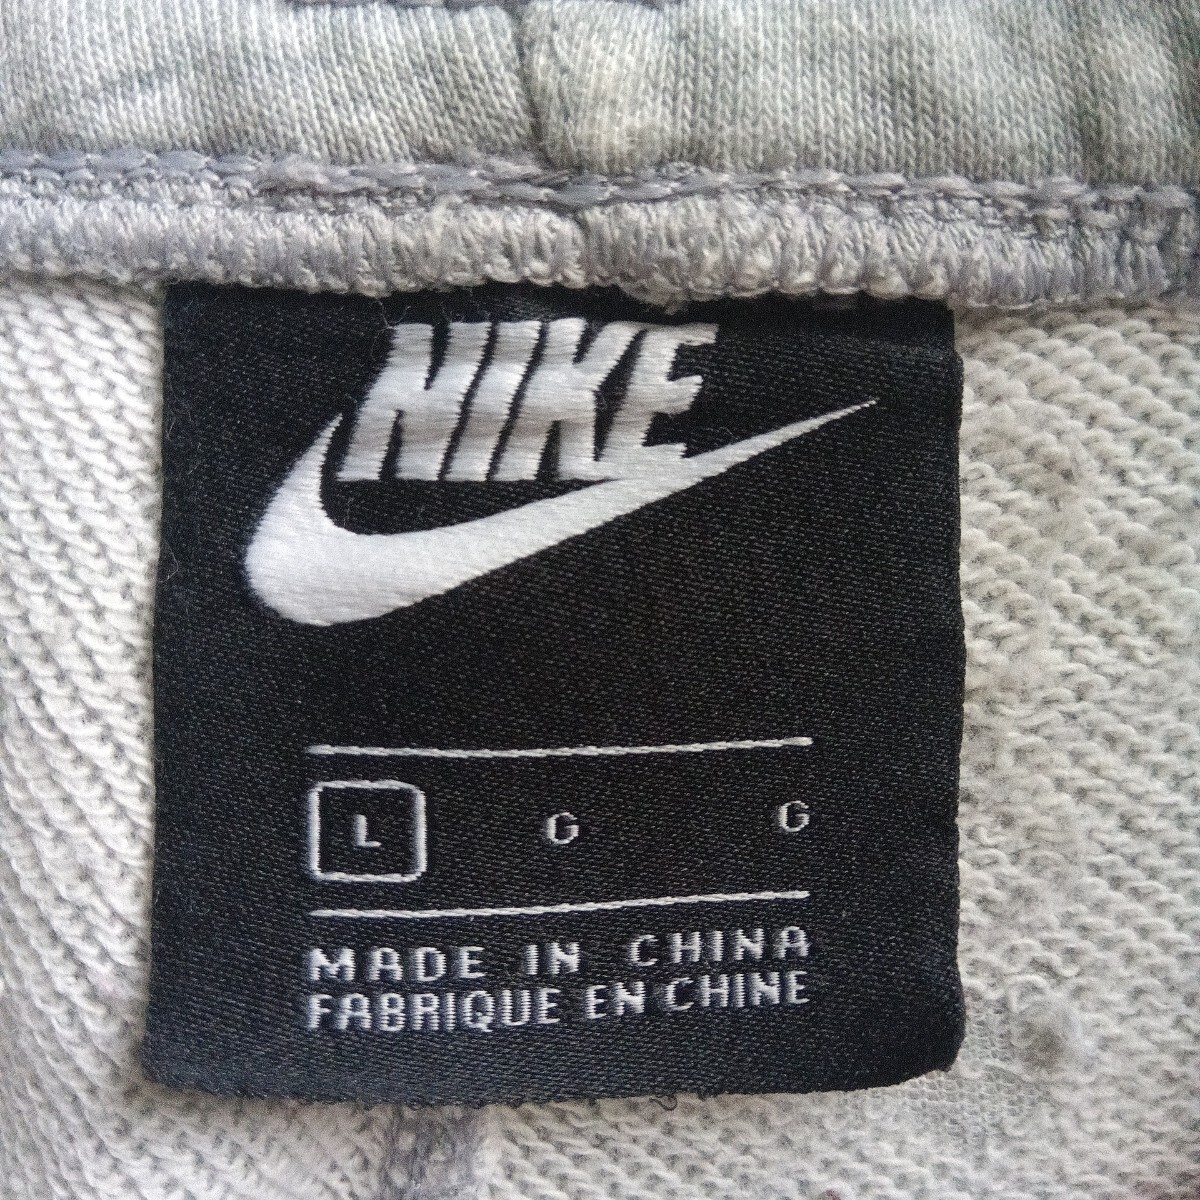 NIKE
L G G
MADE IN CHINA
FABRIQUE EN CHINE